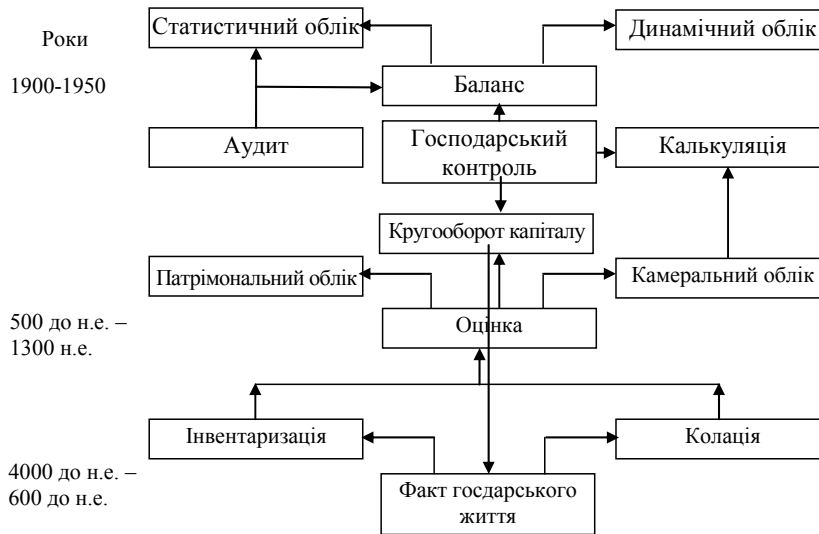 Роки
Статистичний облік
Динамічний облік
1900-1950
Баланс
Аудит
Господарський
контроль
Калькуляція
Кругооборот капіталу
Патрімональний облік
Камеральний облік
500 до н.е. –
1300 н.е.
Оцінка
Інвентаризація
Колація
4000 до н.е. –
600 до н.е.
Факт госдарського
життя